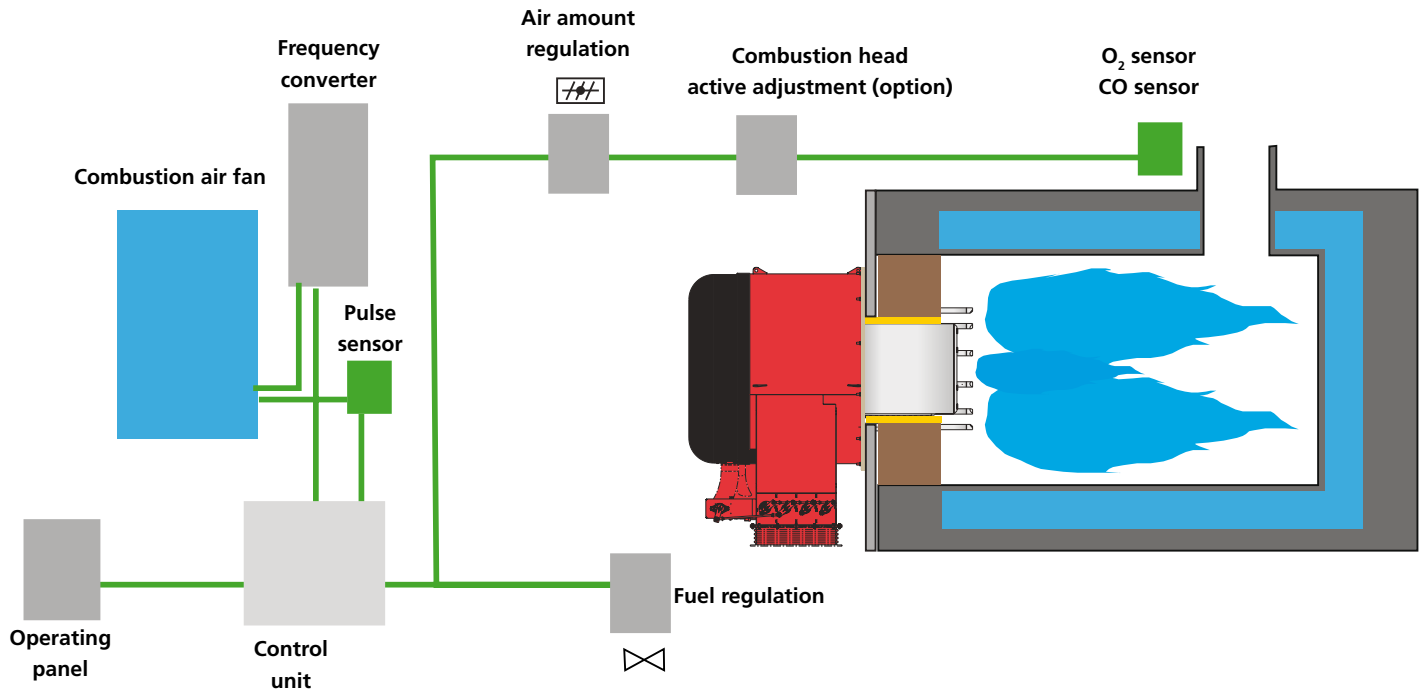 Air amount
regulation
Frequency
converter
Combustion head
active adjustment (option)
O₂ sensor
CO sensor
Combustion air fan
Pulse
sensor
Fuel regulation
Operating
panel
Control
unit